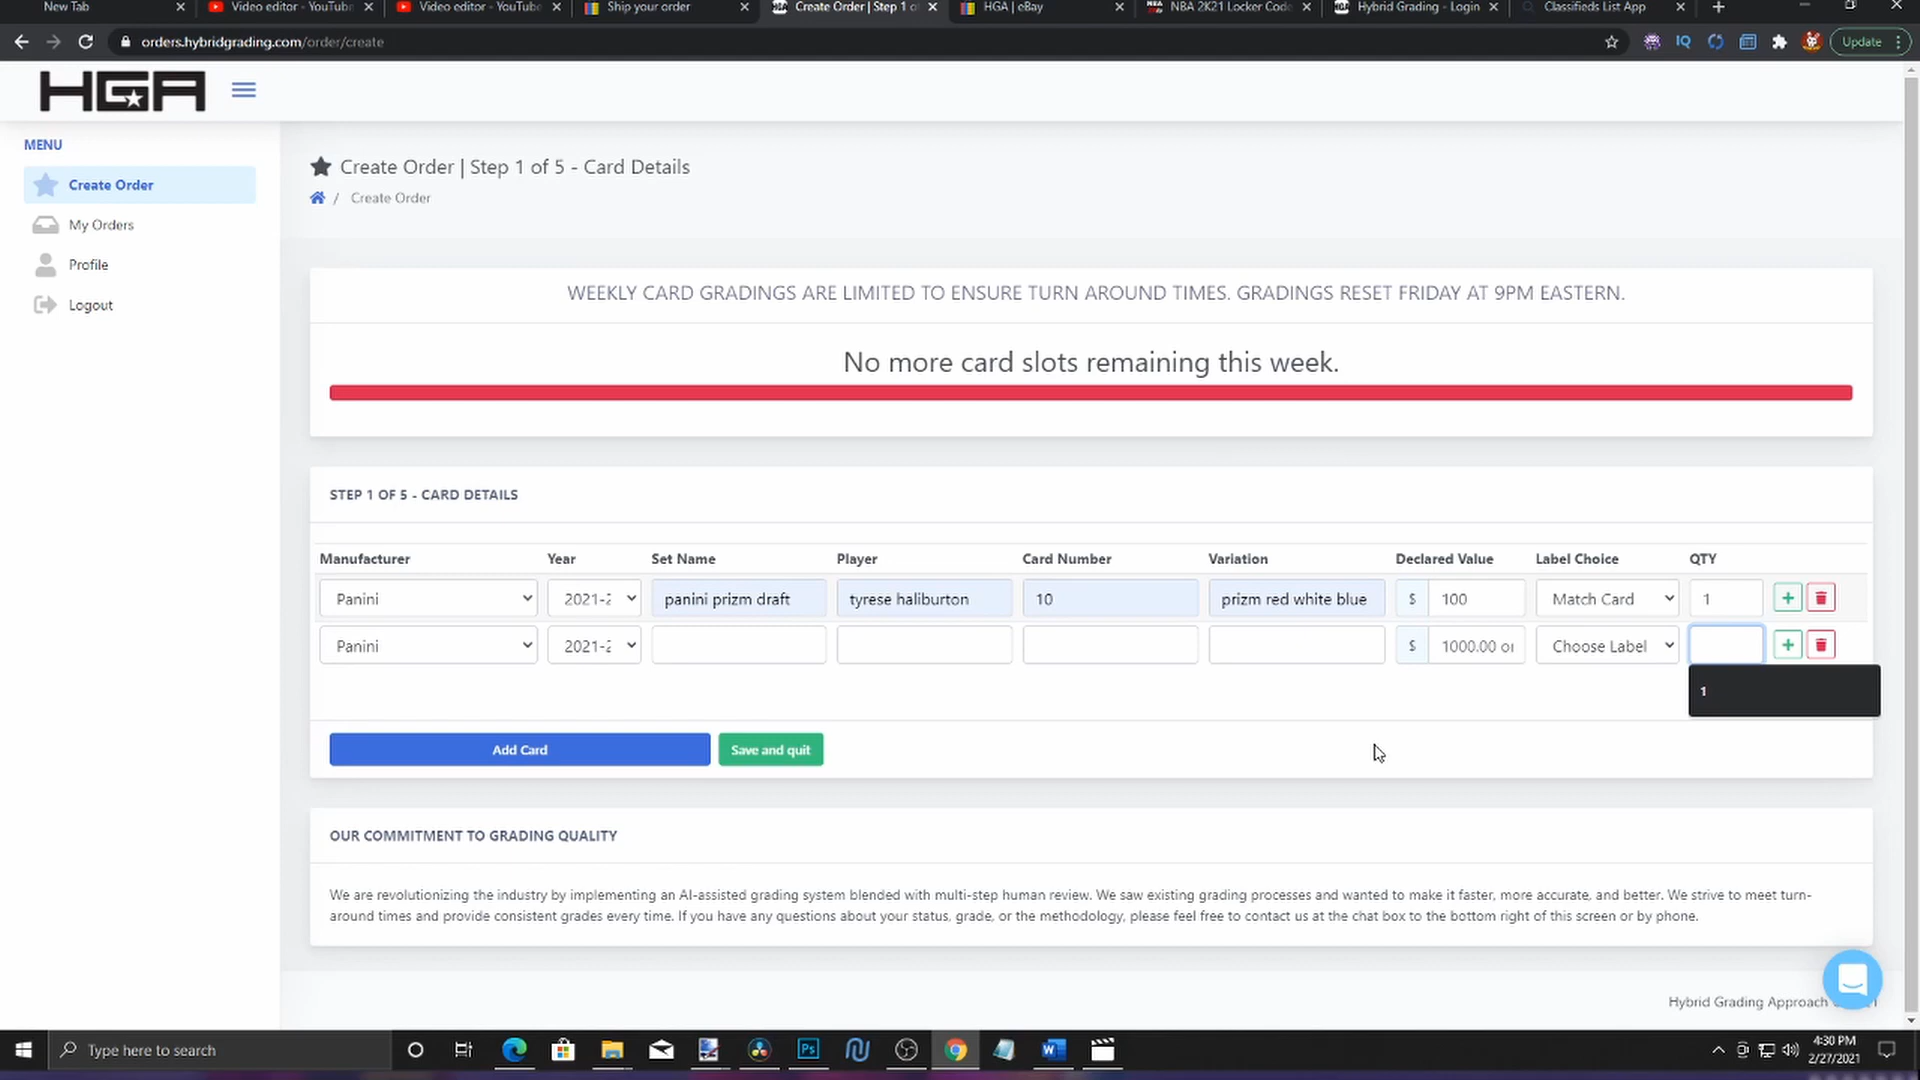 New Tab
Video editor - YouTube
Video editor - YouTube
Ship your order
HGA Create Order | Step 1 o
HGA | eBay
NBA 2K21 Locker Code
HGA Hybrid Grading - Login
Classifieds List App
orders.hybridgrading.com/order/create
IQ
Update
HGA
MENU
Create Order
My Orders
Profile
Logout
Create Order | Step 1 of 5 - Card Details
/ Create Order
WEEKLY CARD GRADINGS ARE LIMITED TO ENSURE TURN AROUND TIMES. GRADINGS RESET FRIDAY AT 9PM EASTERN.
No more card slots remaining this week.
STEP 1 OF 5 - CARD DETAILS
Manufacturer Year Set Name Player Card Number Variation Declared Value Label Choice QTY
Panini 2021-2 panini prizm draft tyrese haliburton 10 prizm red white blue $ 100 Match Card 1
Panini 2021-2 $ 1000.00 or Choose Label
1
Add Card Save and quit
OUR COMMITMENT TO GRADING QUALITY
We are revolutionizing the industry by implementing an AI-assisted grading system blended with multi-step human review. We saw existing grading processes and wanted to make it faster, more accurate, and better. We strive to meet turn-
around times and provide consistent grades every time. If you have any questions about your status, grade, or the methodology, please feel free to contact us at the chat box to the bottom right of this screen or by phone.
Hybrid Grading Approach
Type here to search
Ps
4:30 PM
2/27/2021